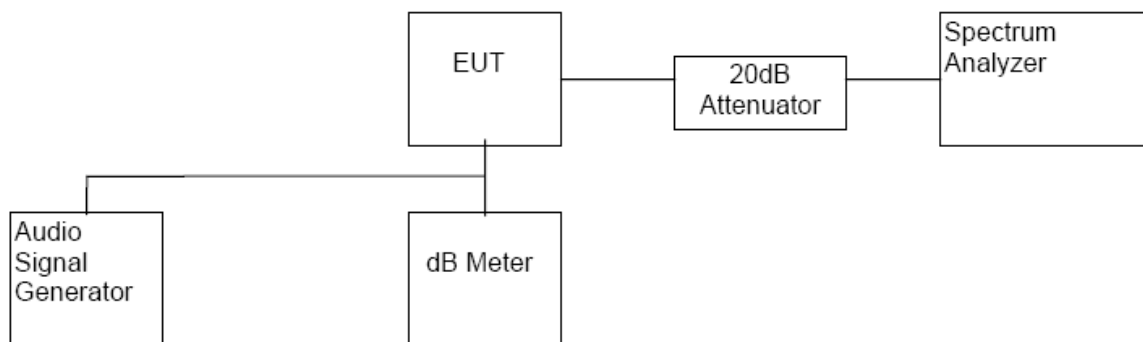 EUT
20dB
Attenuator
Spectrum
Analyzer
Audio
Signal
Generator
dB Meter